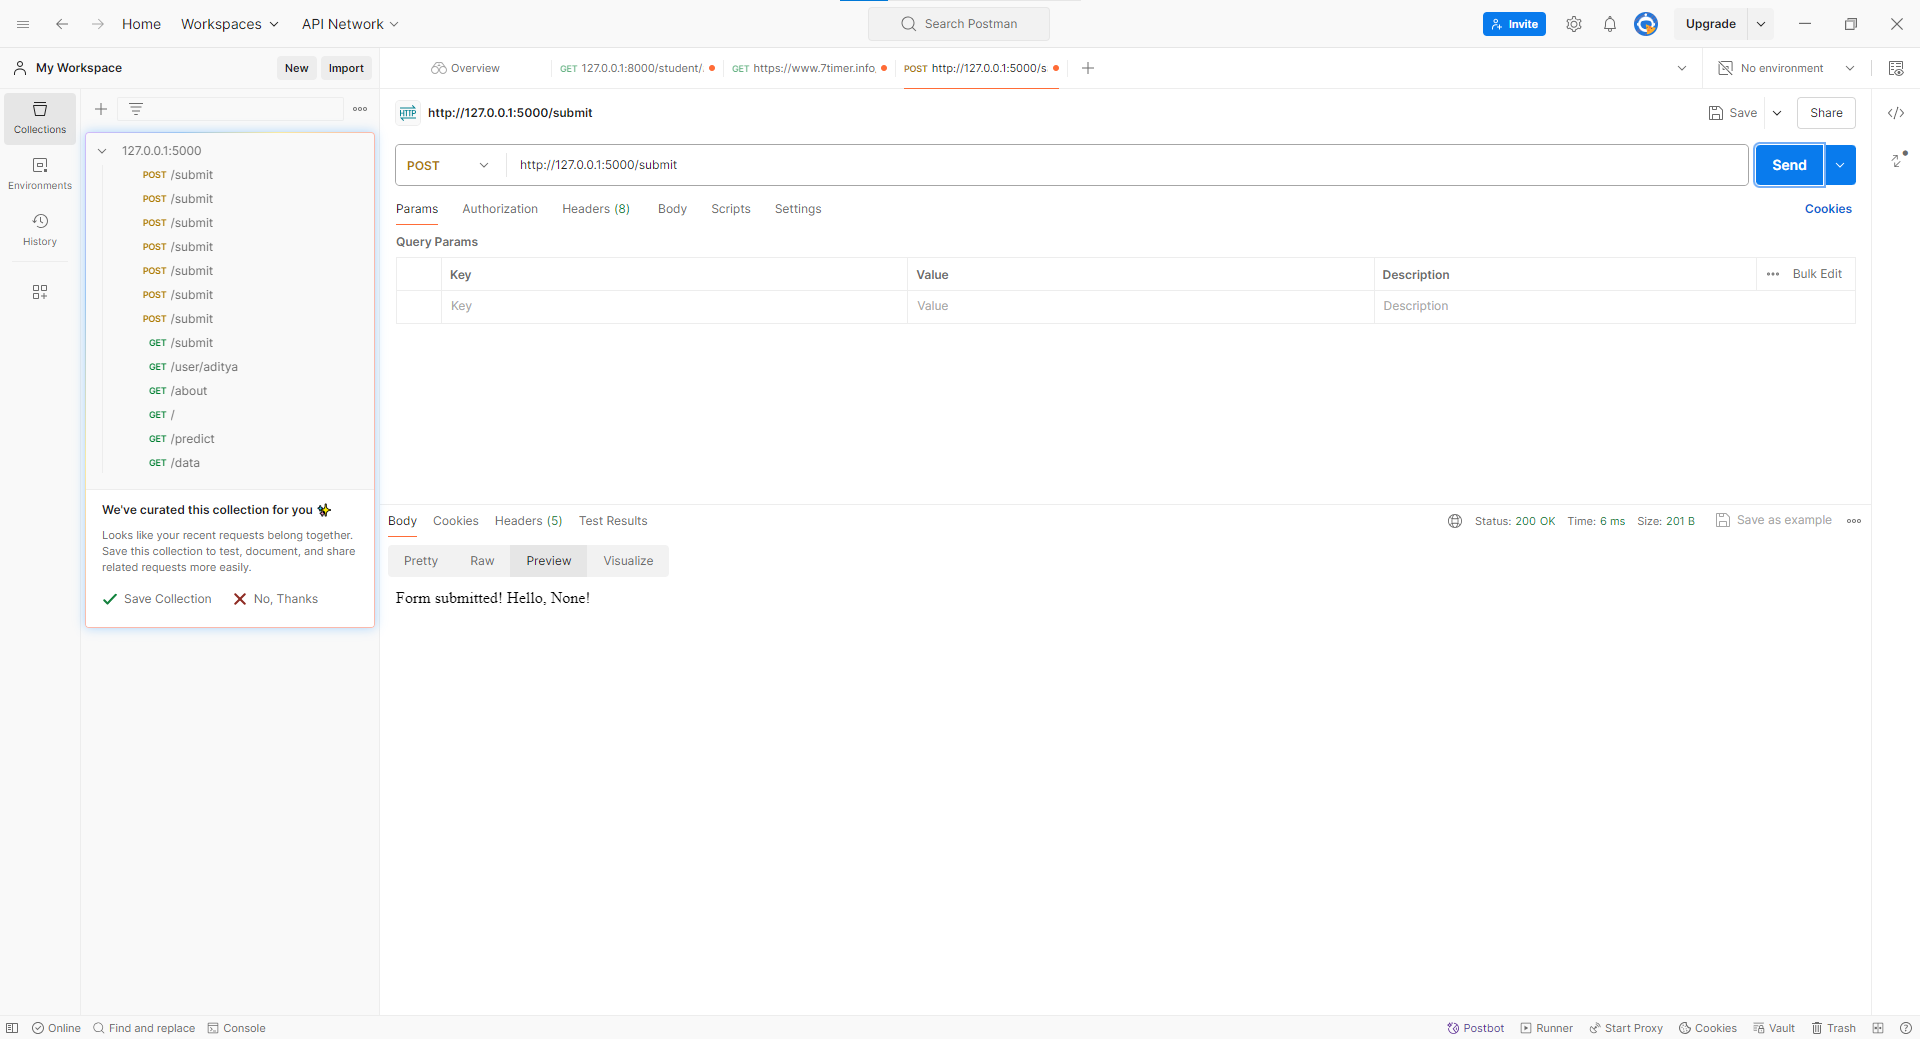 Home
Workspaces
API Network
Search Postman
Invite
Upgrade
My Workspace
New
Import
Overview
GET 127.0.0.1:8000/student/.
GET https://www.7timer.info,
POST http://127.0.0.1:5000/s
No environment
Collections
Environments
History
127.0.0.1:5000
POST /submit
POST /submit
POST /submit
POST /submit
POST /submit
POST /submit
POST /submit
GET /submit
GET /user/aditya
GET /about
GET /
GET /predict
GET /data
We've curated this collection for you
Looks like your recent requests belong together.
Save this collection to test, document, and share
related requests more easily.
Save Collection
No, Thanks
HTTP http://127.0.0.1:5000/submit
Save
Share
POST
http://127.0.0.1:5000/submit
Send
Params
Authorization
Headers (8)
Body
Scripts
Settings
Cookies
Query Params
Key
Value
Description
Bulk Edit
Key
Value
Description
Body
Cookies
Headers (5)
Test Results
Status: 200 OK
Time: 6 ms
Size: 201 B
Save as example
Pretty
Raw
Preview
Visualize
Form submitted! Hello, None!
Online
Find and replace
Console
Postbot
Runner
Start Proxy
Cookies
Vault
Trash